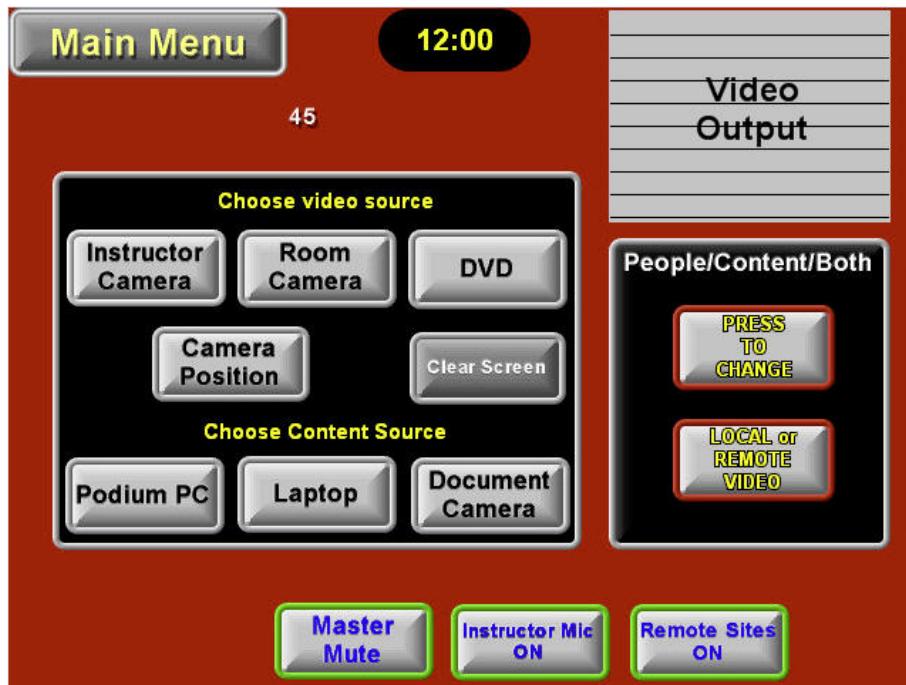 Main Menu
12:00
Video
Output
45
Choose video source
Instructor
Camera
Room
Camera
DVD
People/Content/Both
PRESS
TO
CHANGE
Camera
Position
Clear Screen
Choose Content Source
LOCAL or
REMOTE
VIDEO
Podium PC
Laptop
Document
Camera
Master
Mute
Instructor Mic
ON
Remote Sites
ON